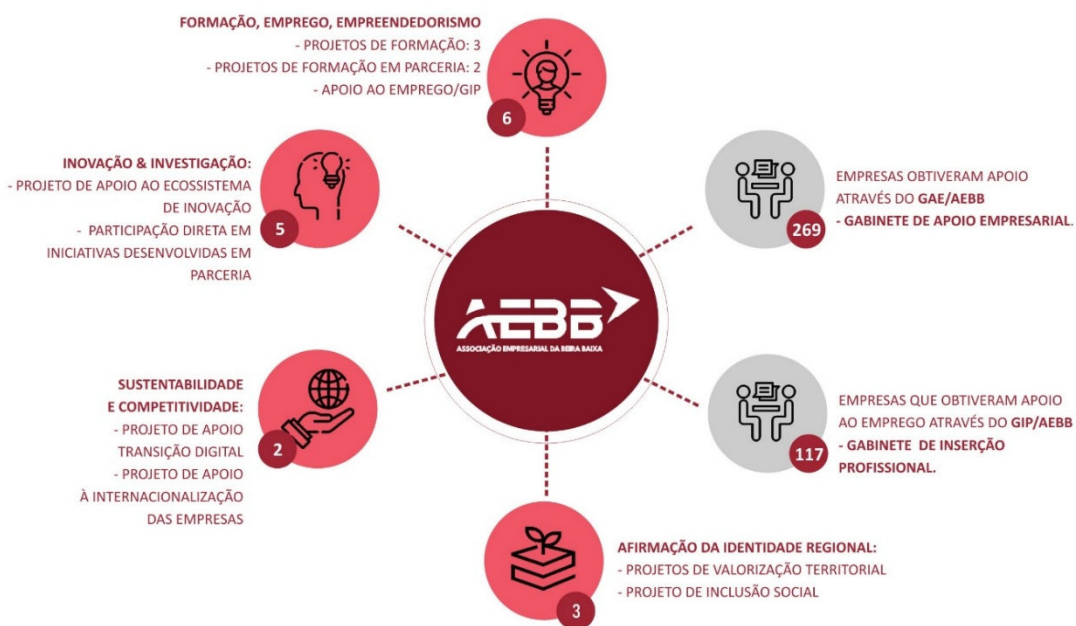 FORMAÇÃO, EMPREGO, EMPREENDEDORISMO
- PROJETOS DE FORMAÇÃO: 3
- PROJETOS DE FORMAÇÃO EM PARCERIA: 2
- APOIO AO EMPREGO/GIP
6
INOVAÇÃO & INVESTIGAÇÃO:
- PROJETO DE APOIO AO ECOSSISTEMA
DE INOVAÇÃO
- PARTICIPAÇÃO DIRETA EM
INICIATIVAS DESENVOLVIDAS EM
PARCERIA
5
EMPRESAS OBTIVERAM APOIO
ATRAVÉS DO GAE/AEBB
- GABINETE DE APOIO EMPRESARIAL.
269
AEBB
ASSOCIAÇÃO EMPRESARIAL DA BEIRA BAIXA
SUSTENTABILIDADE
E COMPETITIVIDADE:
- PROJETO DE APOIO
TRANSIÇÃO DIGITAL
- PROJETO DE APOIO
À INTERNACIONALIZAÇÃO
DAS EMPRESAS
2
EMPRESAS QUE OBTIVERAM APOIO
AO EMPREGO ATRAVÉS DO GIP/AEBB
- GABINETE DE INSERÇÃO
PROFISSIONAL.
117
AFIRMAÇÃO DA IDENTIDADE REGIONAL:
- PROJETOS DE VALORIZAÇÃO TERRITORIAL
- PROJETO DE INCLUSÃO SOCIAL
3